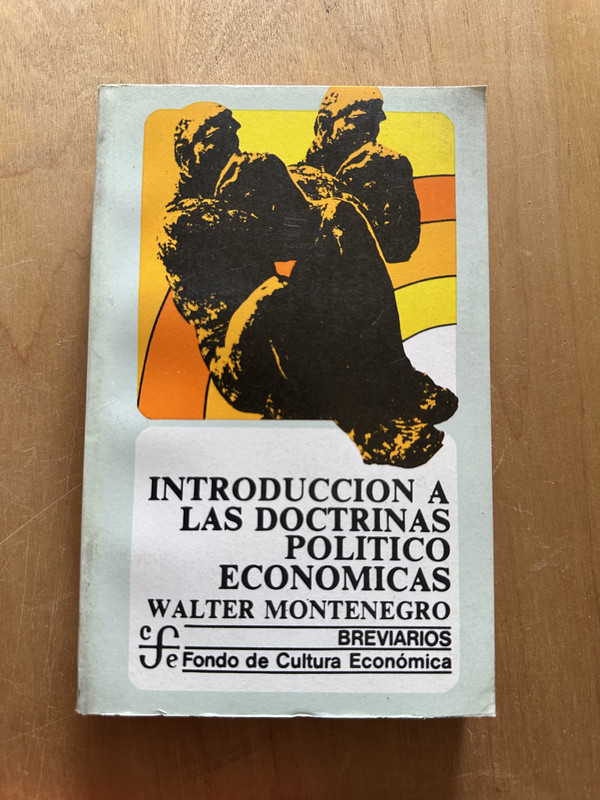 INTRODUCCION A
LAS DOCTRINAS
POLITICO
ECONOMICAS
WALTER MONTENEGRO
BREVIARIOS
cfe
Fondo de Cultura Económica